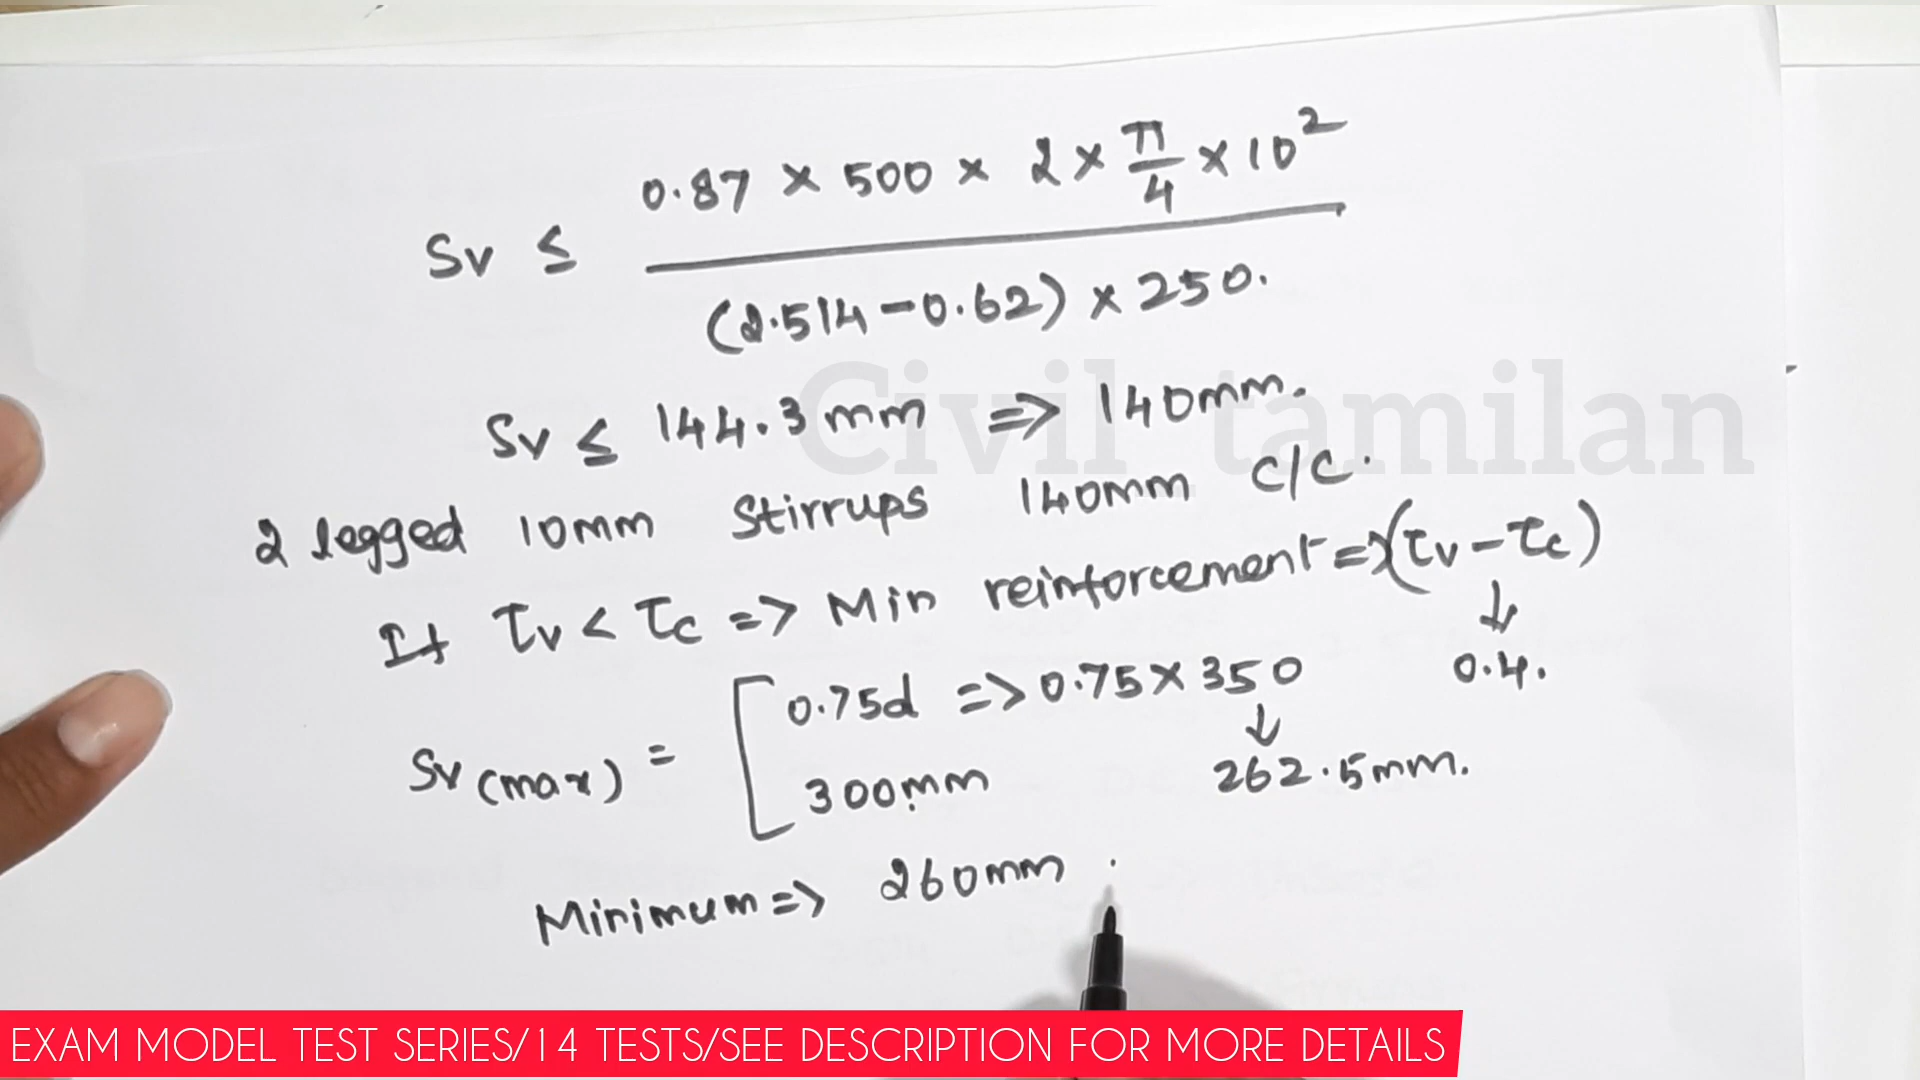 Sv ≤ 0.87 × 500 × 2 × π/4 × 10²
(2.514 - 0.62) × 250.
Sv ≤ 144.3mm => 140mm.
Civil tamilan
2 legged 10mm Stirrups 140mm c/c.
If τv < τc => Min reinforcement => (τv - τc)
↓
0.4.
Sv(max) = [ 0.75d => 0.75 × 350
↓
300mm 262.5mm.
Minimum => 260mm
EXAM MODEL TEST SERIES/14 TESTS/SEE DESCRIPTION FOR MORE DETAILS